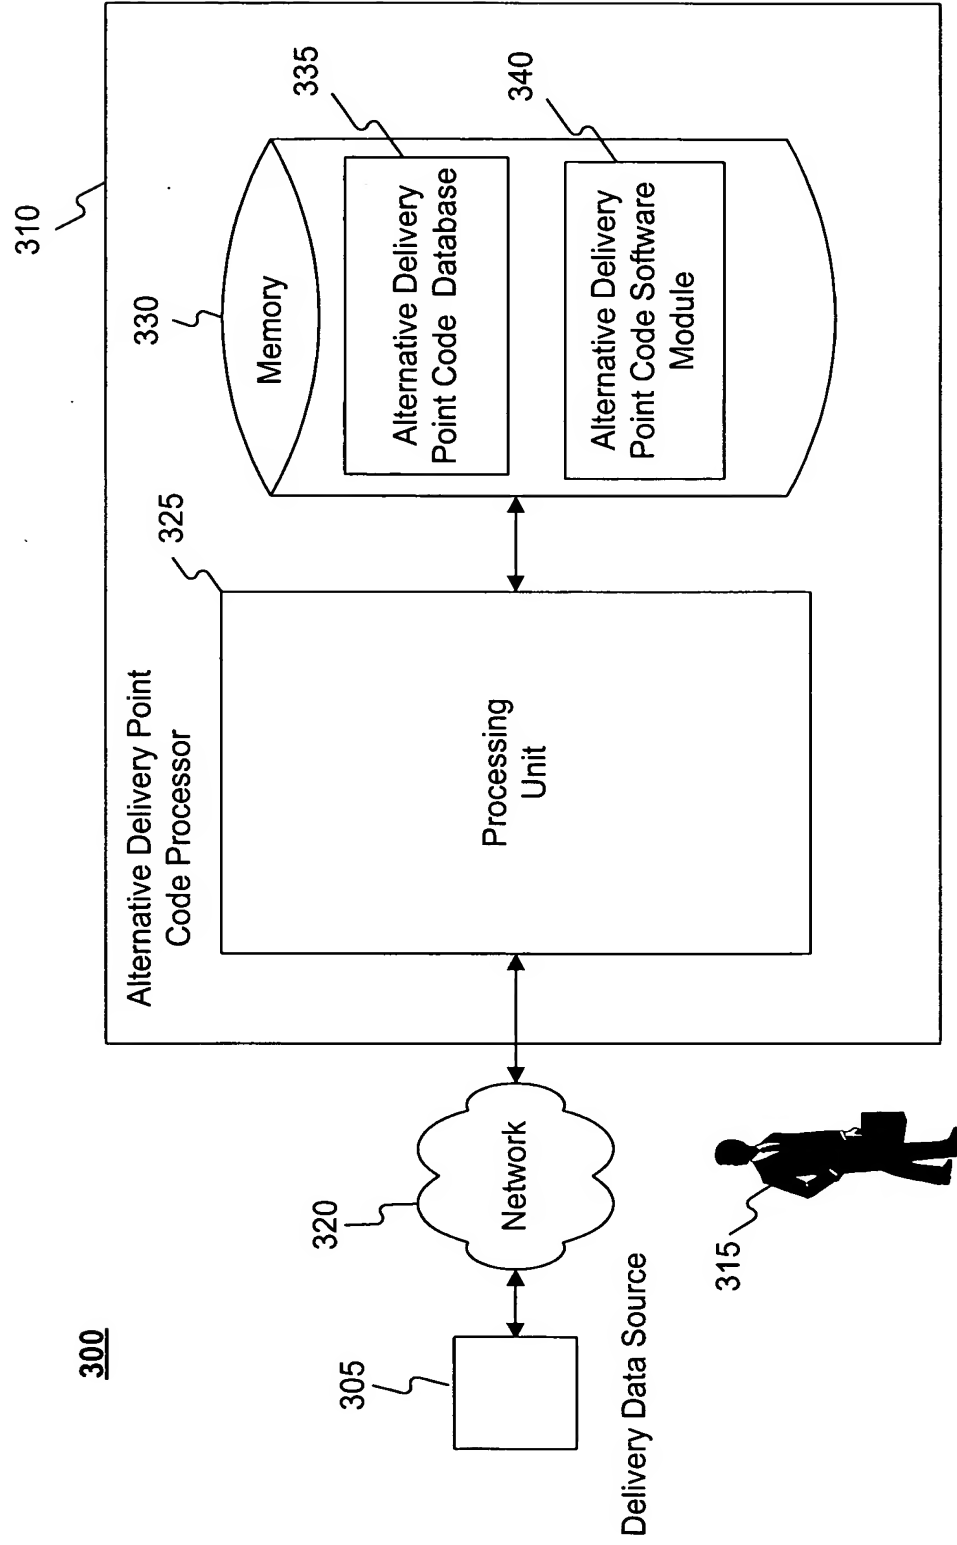 300
310
Alternative Delivery Point
Code Processor
325
330
Memory
335
Alternative Delivery
Point Code Database
340
Alternative Delivery
Point Code Software
Module
Processing
Unit
320
Network
305
Delivery Data Source
315